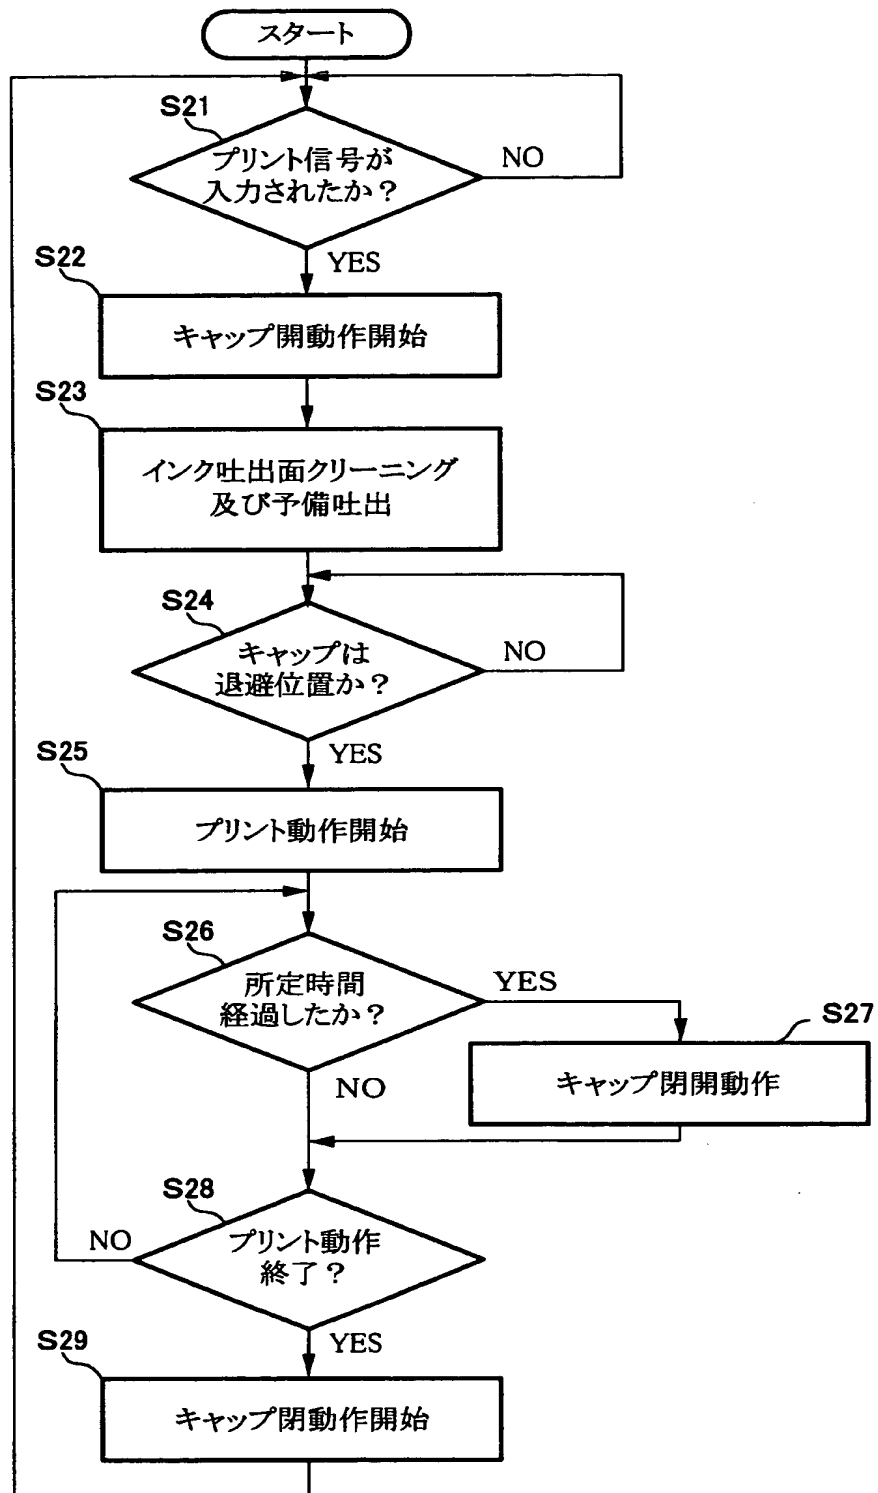 スタート
S21
プリント信号が
入力されたか？
NO
YES
S22
キャップ開動作開始
S23
インク吐出面クリーニング
及び予備吐出
S24
キャップは
退避位置か？
NO
YES
S25
プリント動作開始
S26
所定時間
経過したか？
YES
S27
キャップ閉開動作
NO
S28
プリント動作
終了？
NO
YES
S29
キャップ閉動作開始